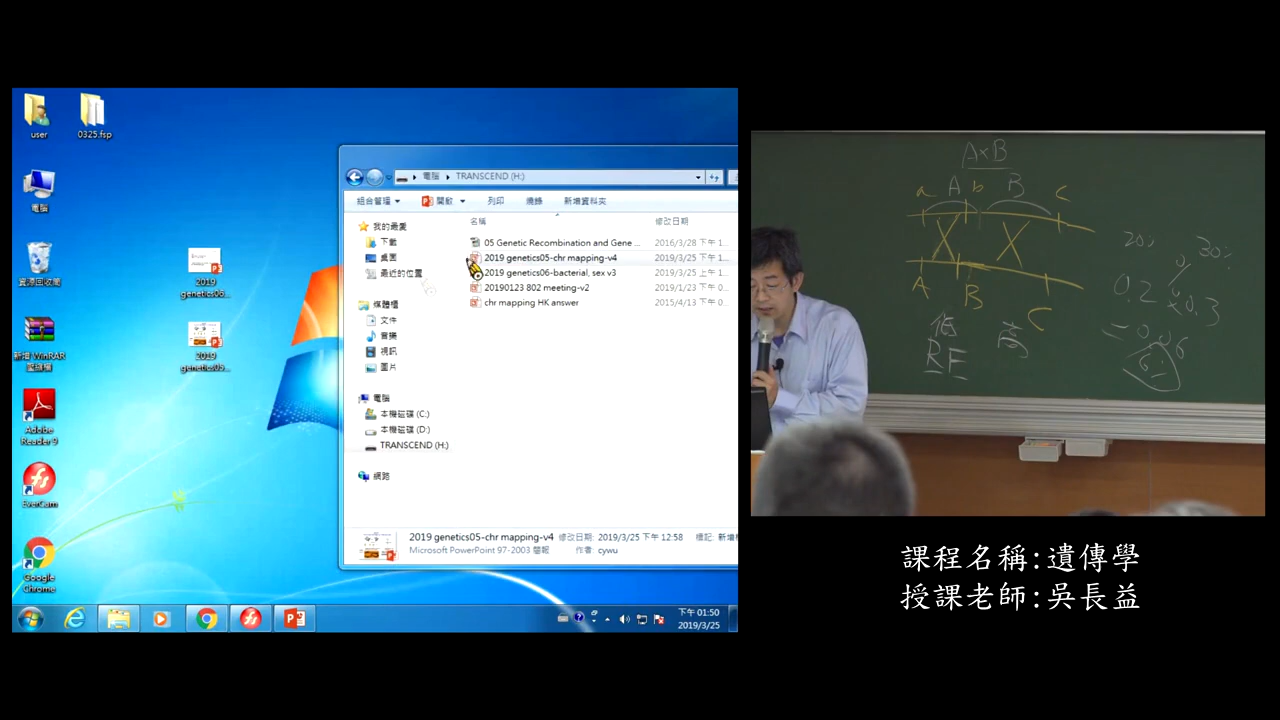 user
0325.fsp
電腦
資源回收筒
2019
genetics06...
新增 WinRAR
壓縮檔
2019
genetics05...
Adobe
Reader 9
EverCam
Google
Chrome
電腦
TRANSCEND (H:)
組合管理
開啟
列印
燒錄
新增資料夾
名稱
修改日期
我的最愛
下載
桌面
最近的位置
媒體櫃
文件
音樂
視訊
圖片
電腦
本機磁碟 (C:)
本機磁碟 (D:)
TRANSCEND (H:)
網路
05 Genetic Recombination and Gene ...
2016/3/28 下午 1...
2019 genetics05-chr mapping-v4
2019/3/25 下午 1...
2019 genetics06-bacterial, sex v3
2019/3/25 上午 1...
20190123 802 meeting-v2
2019/1/23 下午 0...
chr mapping HK answer
2015/4/13 下午 0...
2019 genetics05-chr mapping-v4 修改日期: 2019/3/25 下午 12:58 標記: 新增
Microsoft PowerPoint 97-2003 簡報 作者: cywu
下午 01:50
2019/3/25
A×B
a A b B c
A B C
低 高
RF
0.2 × 0.3
= 0.06
課程名稱:遺傳學
授課老師:吳長益